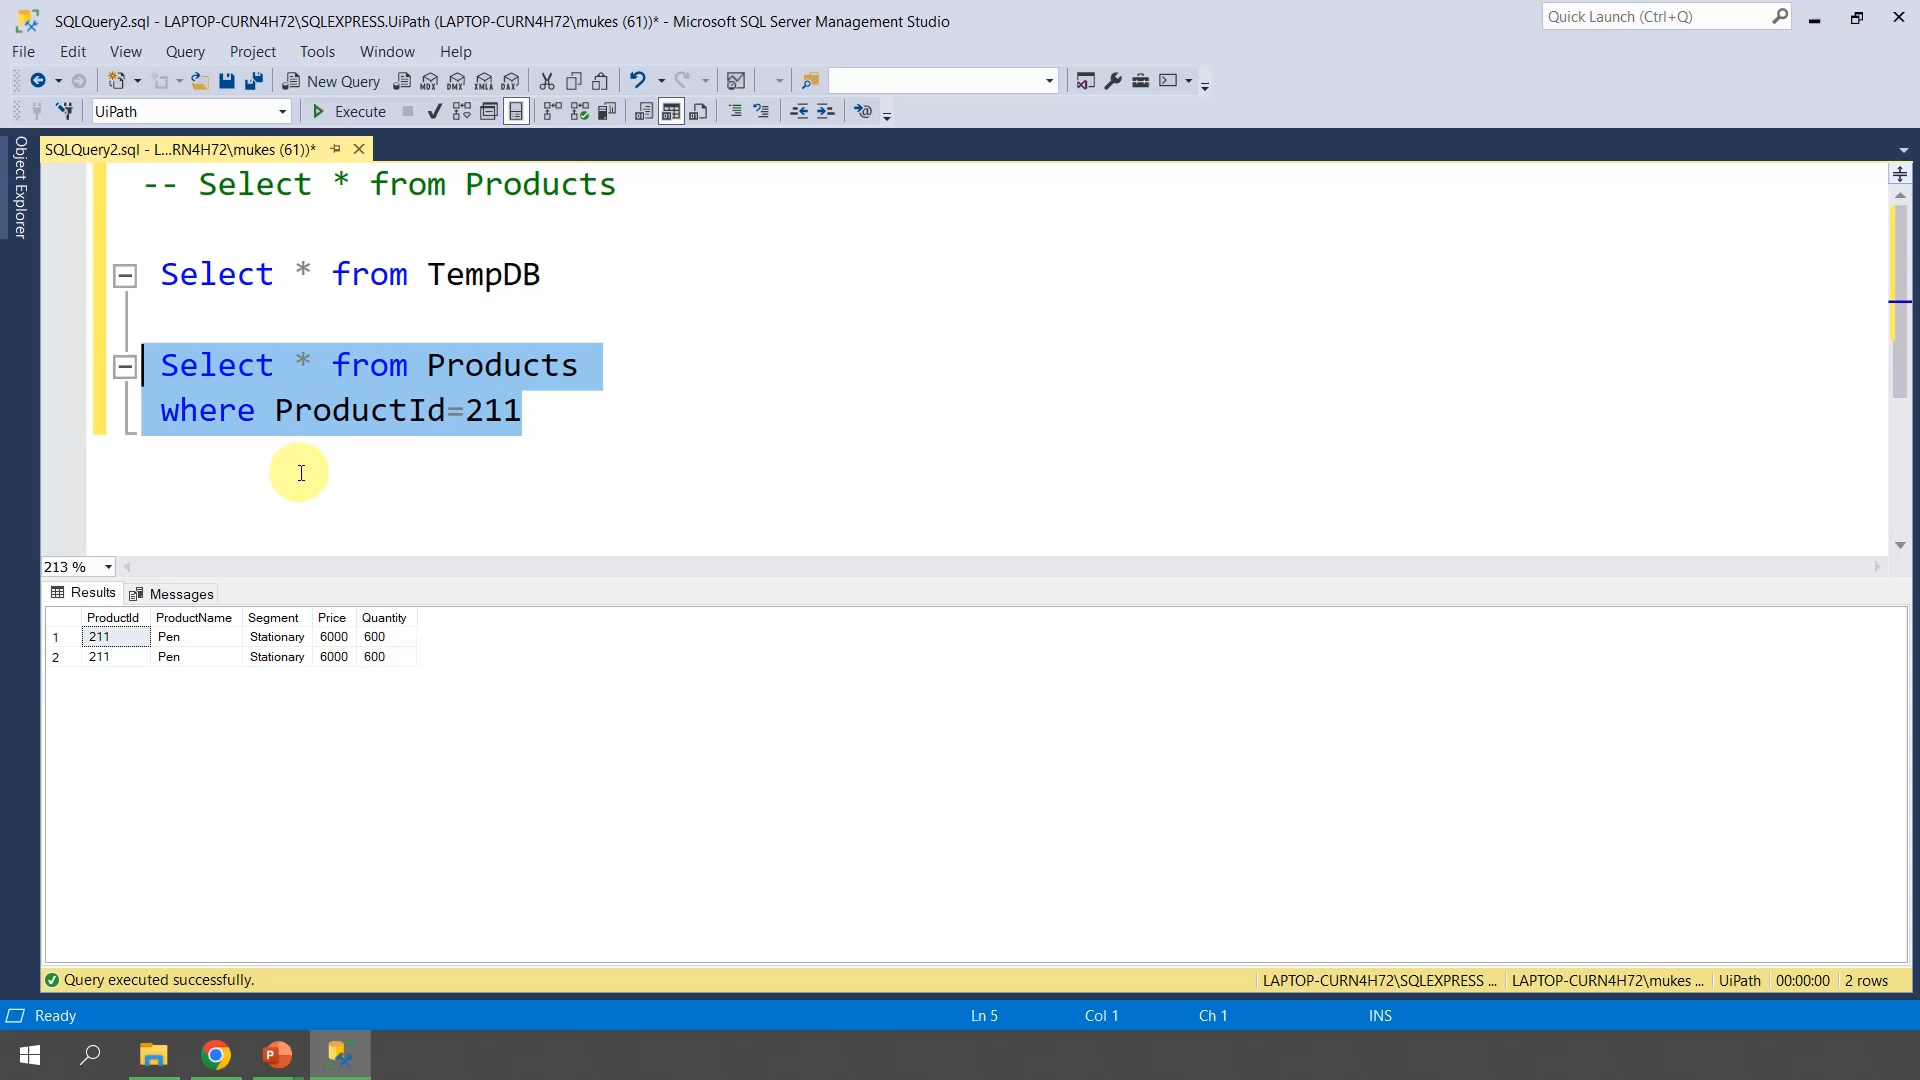 SQLQuery2.sql - LAPTOP-CURN4H72\SQLEXPRESS.UiPath (LAPTOP-CURN4H72\mukes (61))* - Microsoft SQL Server Management Studio
Quick Launch (Ctrl+Q)
File Edit View Query Project Tools Window Help
New Query MDX DMX XMLA DAX
UiPath Execute
Object Explorer
SQLQuery2.sql - L...RN4H72\mukes (61))*
-- Select * from Products
Select * from TempDB
Select * from Products
where ProductId=211
213 %
Results Messages
ProductId ProductName Segment Price Quantity
1 211 Pen Stationary 6000 600
2 211 Pen Stationary 6000 600
Query executed successfully. LAPTOP-CURN4H72\SQLEXPRESS ... LAPTOP-CURN4H72\mukes ... UiPath 00:00:00 2 rows
Ready Ln 5 Col 1 Ch 1 INS